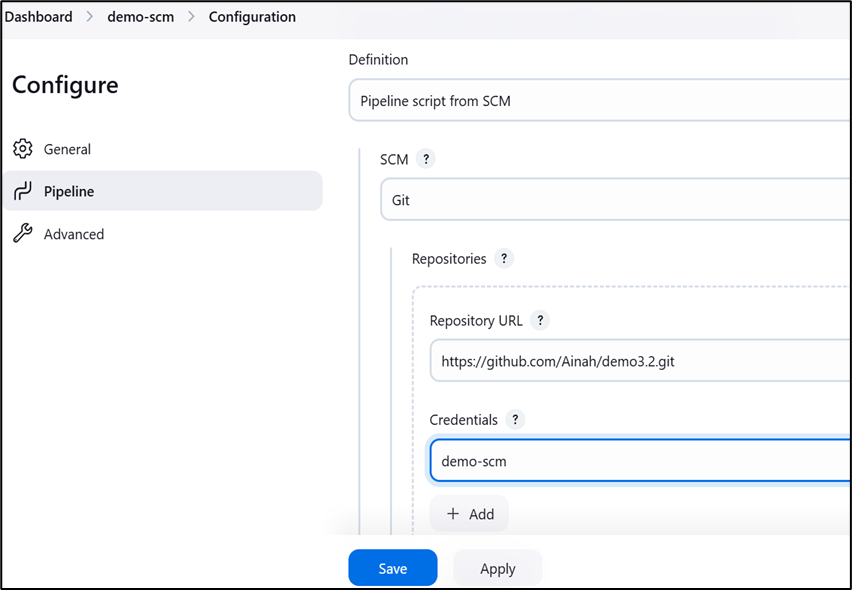 Dashboard > demo-scm > Configuration
Configure
General
Pipeline
Advanced
Definition
Pipeline script from SCM
SCM ?
Git
Repositories ?
Repository URL ?
https://github.com/Ainah/demo3.2.git
Credentials ?
demo-scm
+ Add
Save Apply